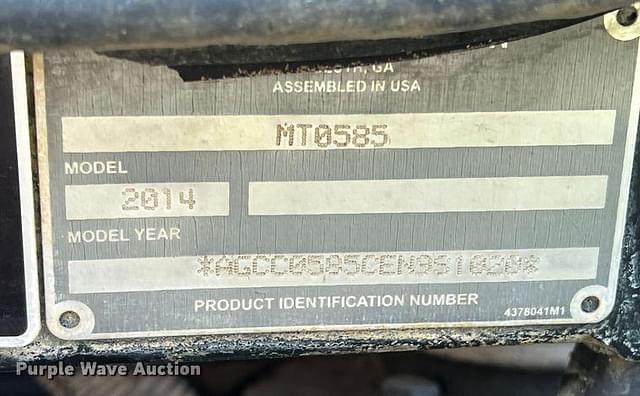 ASSEMBLED IN USA
MT0585
MODEL
2014
MODEL YEAR
PRODUCT IDENTIFICATION NUMBER
4378041M1
Purple Wave Auction